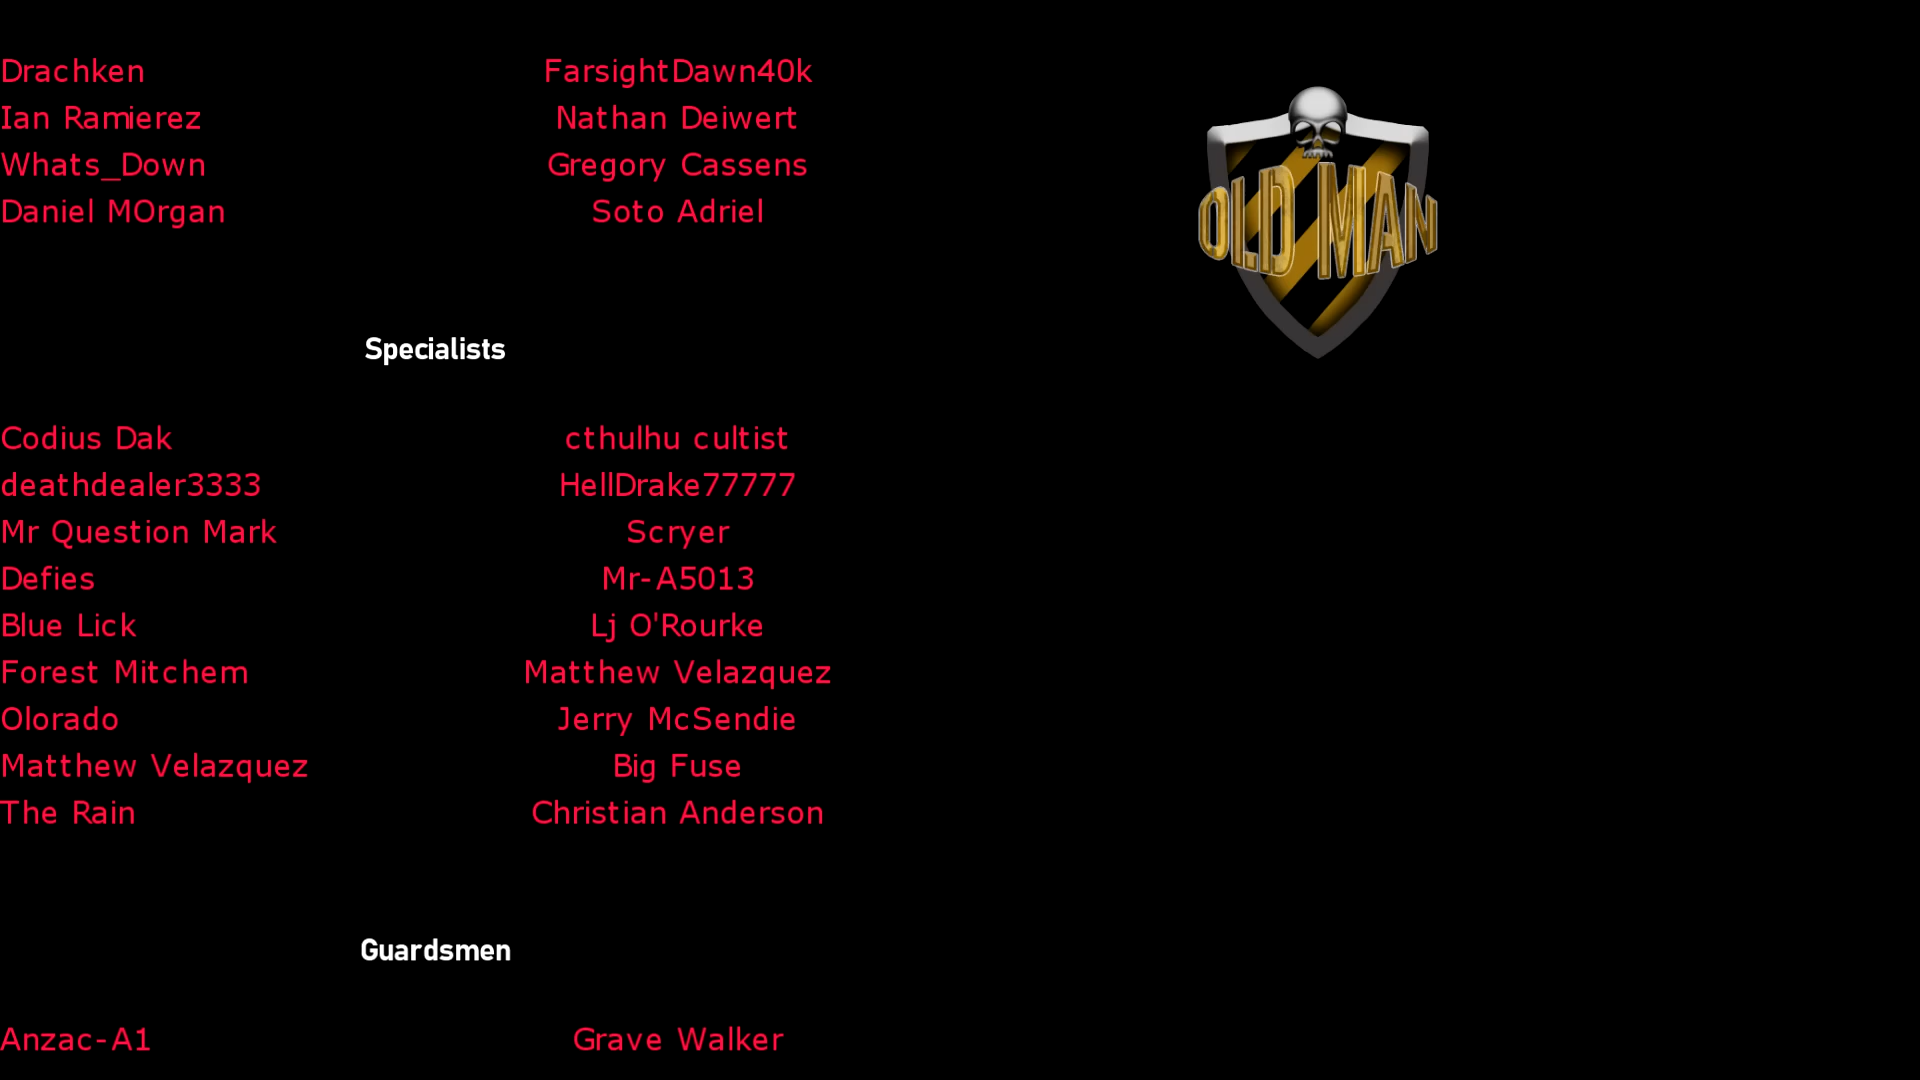 Drachken FarsightDawn40k
Ian Ramierez Nathan Deiwert
Whats_Down Gregory Cassens
Daniel MOrgan Soto Adriel
OLD MAN
Specialists
Codius Dak cthulhu cultist
deathdealer3333 HellDrake77777
Mr Question Mark Scryer
Defies Mr-A5013
Blue Lick Lj O'Rourke
Forest Mitchem Matthew Velazquez
Olorado Jerry McSendie
Matthew Velazquez Big Fuse
The Rain Christian Anderson
Guardsmen
Anzac-A1 Grave Walker